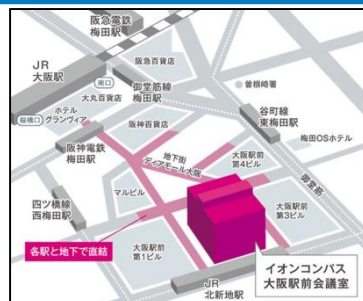 阪急電鉄
梅田駅
JR
大阪駅
阪急百貨店
南口
御堂筋線
梅田駅
大丸百貨店
桜橋口
ホテル
グランヴィア
曽根崎署
谷町線
東梅田駅
阪神百貨店
阪神電鉄
梅田駅
地下街
ディアモール大阪
梅田OSホテル
大阪駅前
第4ビル
御堂筋
マルビル
四ツ橋線
西梅田駅
大阪駅前
第3ビル
各駅と地下で直結
大阪駅前
第1ビル
イオンコンパス
大阪駅前会議室
JR
北新地駅